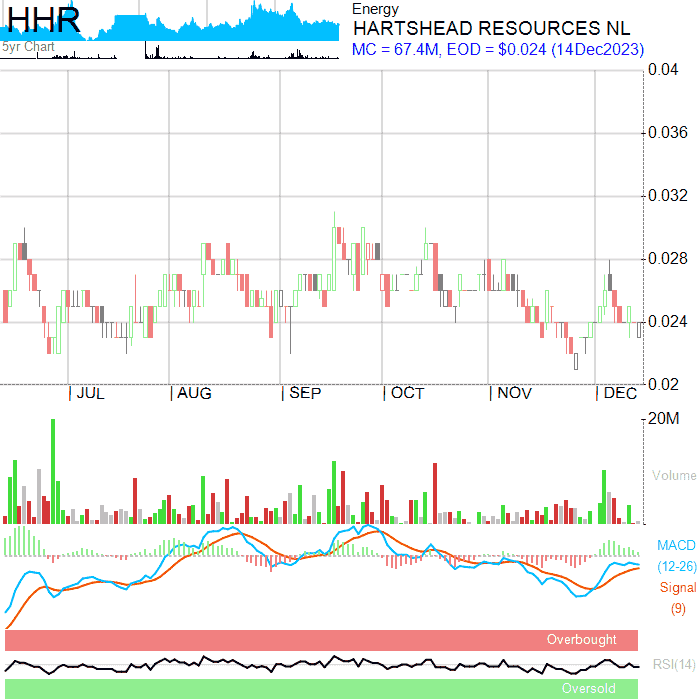 HHR
5yr Chart
Energy
HARTSHEAD RESOURCES NL
MC = 67.4M, EOD = $0.024 (14Dec2023)
0.04
0.036
0.032
0.028
0.024
0.02
JUL AUG SEP OCT NOV DEC
20M
Volume
MACD
(12-26)
Signal
(9)
Overbought
RSI(14)
Oversold